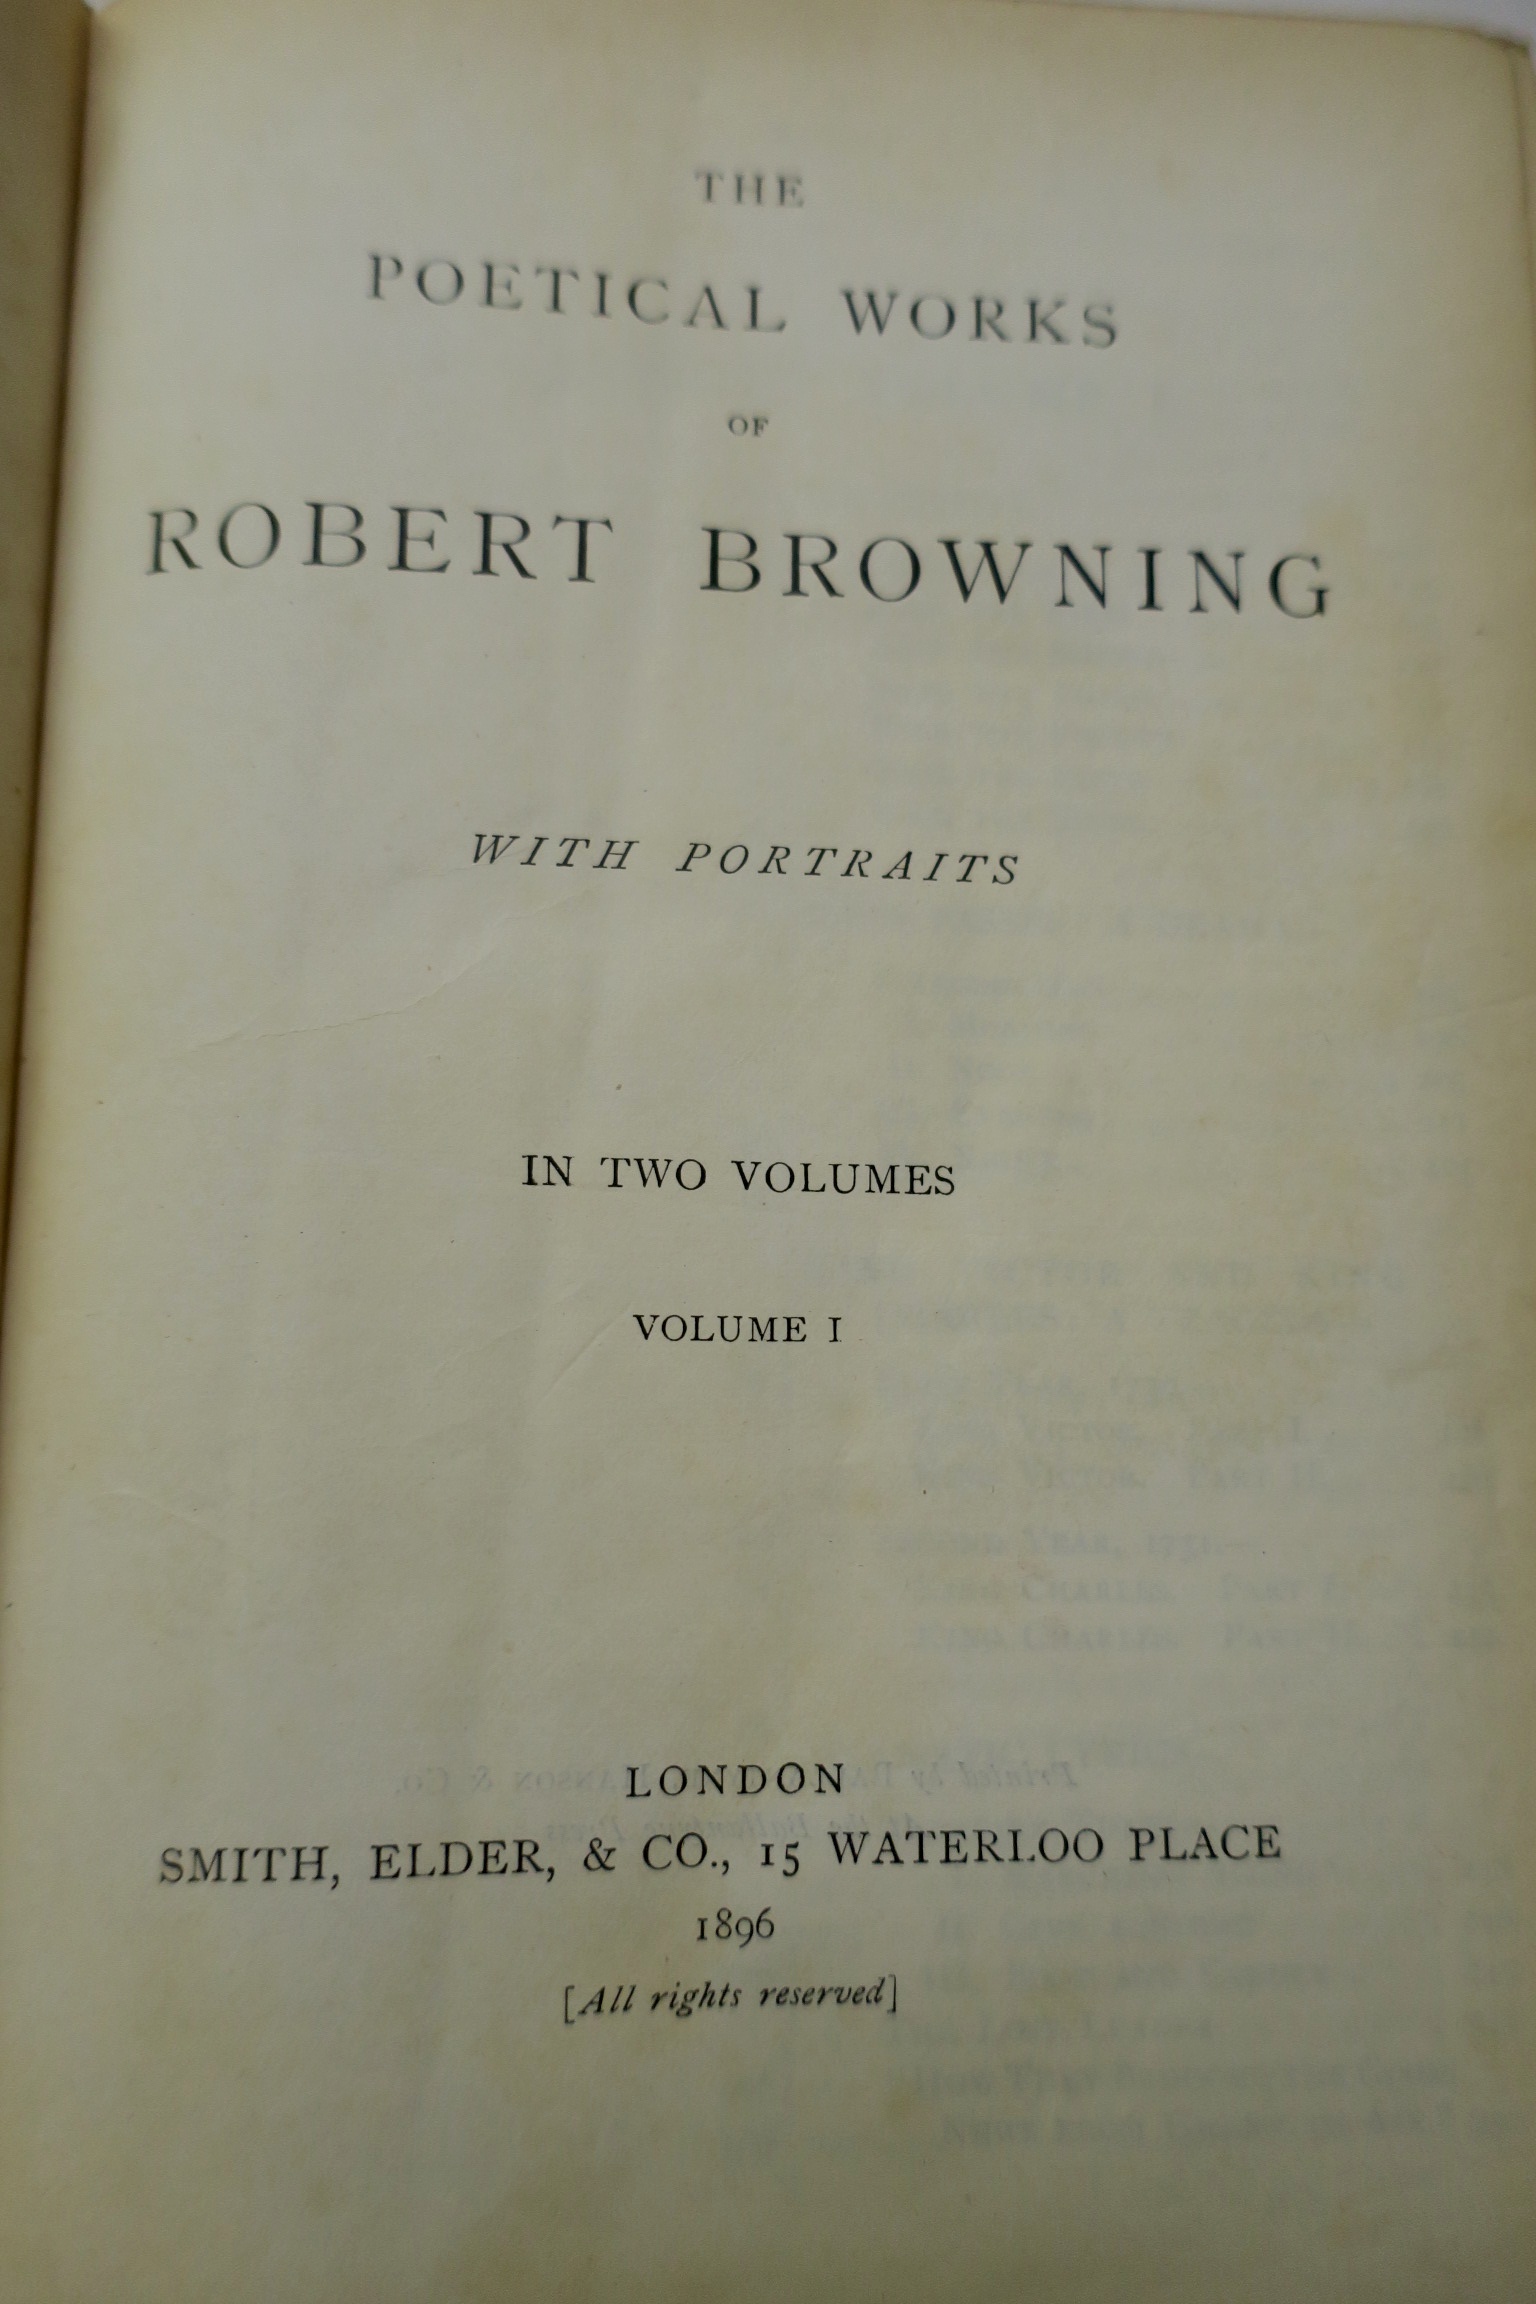 THE
POETICAL WORKS
OF
ROBERT BROWNING
WITH PORTRAITS
IN TWO VOLUMES
VOLUME I
LONDON
SMITH, ELDER, & CO., 15 WATERLOO PLACE
1896
[All rights reserved]